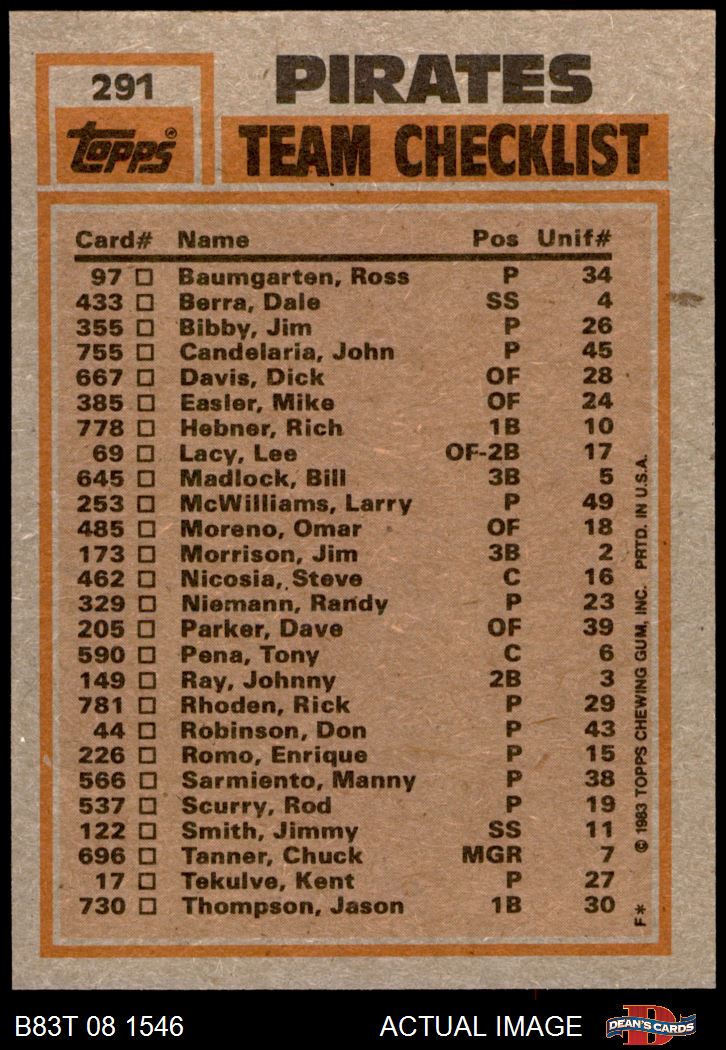 291
PIRATES
Topps®
TEAM CHECKLIST
Card# Name Pos Unif#
97 □ Baumgarten, Ross P 34
433 □ Berra, Dale SS 4
355 □ Bibby, Jim P 26
755 □ Candelaria, John P 45
667 □ Davis, Dick OF 28
385 □ Easler, Mike OF 24
778 □ Hebner, Rich 1B 10
69 □ Lacy, Lee OF-2B 17
645 □ Madlock, Bill 3B 5
253 □ McWilliams, Larry P 49
485 □ Moreno, Omar OF 18
173 □ Morrison, Jim 3B 2
462 □ Nicosia, Steve C 16
329 □ Niemann, Randy P 23
205 □ Parker, Dave OF 39
590 □ Pena, Tony C 6
149 □ Ray, Johnny 2B 3
781 □ Rhoden, Rick P 29
44 □ Robinson, Don P 43
226 □ Romo, Enrique P 15
566 □ Sarmiento, Manny P 38
537 □ Scurry, Rod P 19
122 □ Smith, Jimmy SS 11
696 □ Tanner, Chuck MGR 7
17 □ Tekulve, Kent P 27
730 □ Thompson, Jason 1B 30
F* © 1983 TOPPS CHEWING GUM, INC. PRTD. IN U.S.A.
B83T 08 1546 ACTUAL IMAGE DEAN'S CARDS